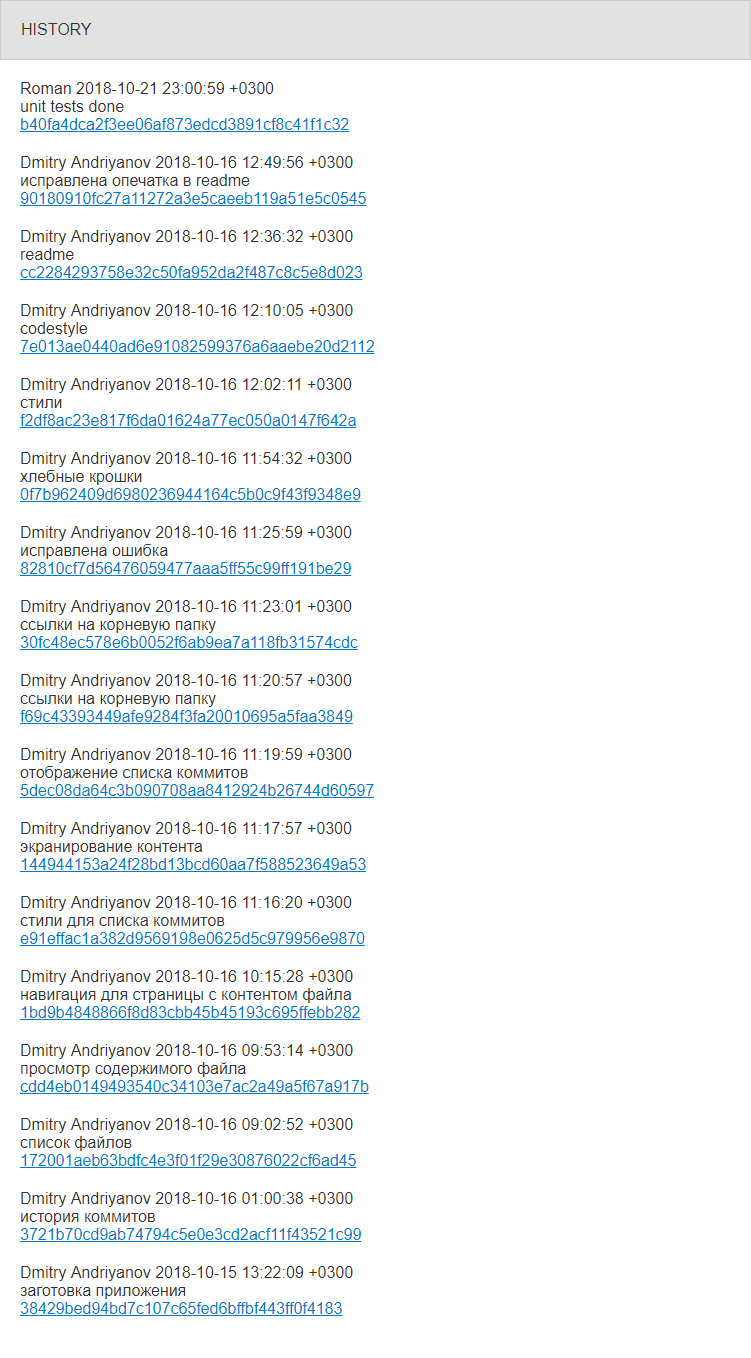 HISTORY
Roman 2018-10-21 23:00:59 +0300
unit tests done
b40fa4dca2f3ee06af873edcd3891cf8c41f1c32
Dmitry Andriyanov 2018-10-16 12:49:56 +0300
исправлена опечатка в readme
90180910fc27a11272a3e5caeeb119a51e5c0545
Dmitry Andriyanov 2018-10-16 12:36:32 +0300
readme
cc2284293758e32c50fa952da2f487c8c5e8d023
Dmitry Andriyanov 2018-10-16 12:10:05 +0300
codestyle
7e013ae0440ad6e91082599376a6aaebe20d2112
Dmitry Andriyanov 2018-10-16 12:02:11 +0300
стили
f2df8ac23e817f6da01624a77ec050a0147f642a
Dmitry Andriyanov 2018-10-16 11:54:32 +0300
хлебные крошки
0f7b962409d6980236944164c5b0c9f43f9348e9
Dmitry Andriyanov 2018-10-16 11:25:59 +0300
исправлена ошибка
82810cf7d56476059477aaa5ff55c99ff191be29
Dmitry Andriyanov 2018-10-16 11:23:01 +0300
ссылки на корневую папку
30fc48ec578e6b0052f6ab9ea7a118fb31574cdc
Dmitry Andriyanov 2018-10-16 11:20:57 +0300
ссылки на корневую папку
f69c43393449afe9284f3fa20010695a5faa3849
Dmitry Andriyanov 2018-10-16 11:19:59 +0300
отображение списка коммитов
5dec08da64c3b090708aa8412924b26744d60597
Dmitry Andriyanov 2018-10-16 11:17:57 +0300
экранирование контента
144944153a24f28bd13bcd60aa7f588523649a53
Dmitry Andriyanov 2018-10-16 11:16:20 +0300
стили для списка коммитов
e91effac1a382d9569198e0625d5c979956e9870
Dmitry Andriyanov 2018-10-16 10:15:28 +0300
навигация для страницы с контентом файла
1bd9b4848866f8d83cbb45b45193c695ffebb282
Dmitry Andriyanov 2018-10-16 09:53:14 +0300
просмотр содержимого файла
cdd4eb0149493540c34103e7ac2a49a5f67a917b
Dmitry Andriyanov 2018-10-16 09:02:52 +0300
список файлов
172001aeb63bdfc4e3f01f29e30876022cf6ad45
Dmitry Andriyanov 2018-10-16 01:00:38 +0300
история коммитов
3721b70cd9ab74794c5e0e3cd2acf11f43521c99
Dmitry Andriyanov 2018-10-15 13:22:09 +0300
заготовка приложения
38429bed94bd7c107c65fed6bffbf443ff0f4183